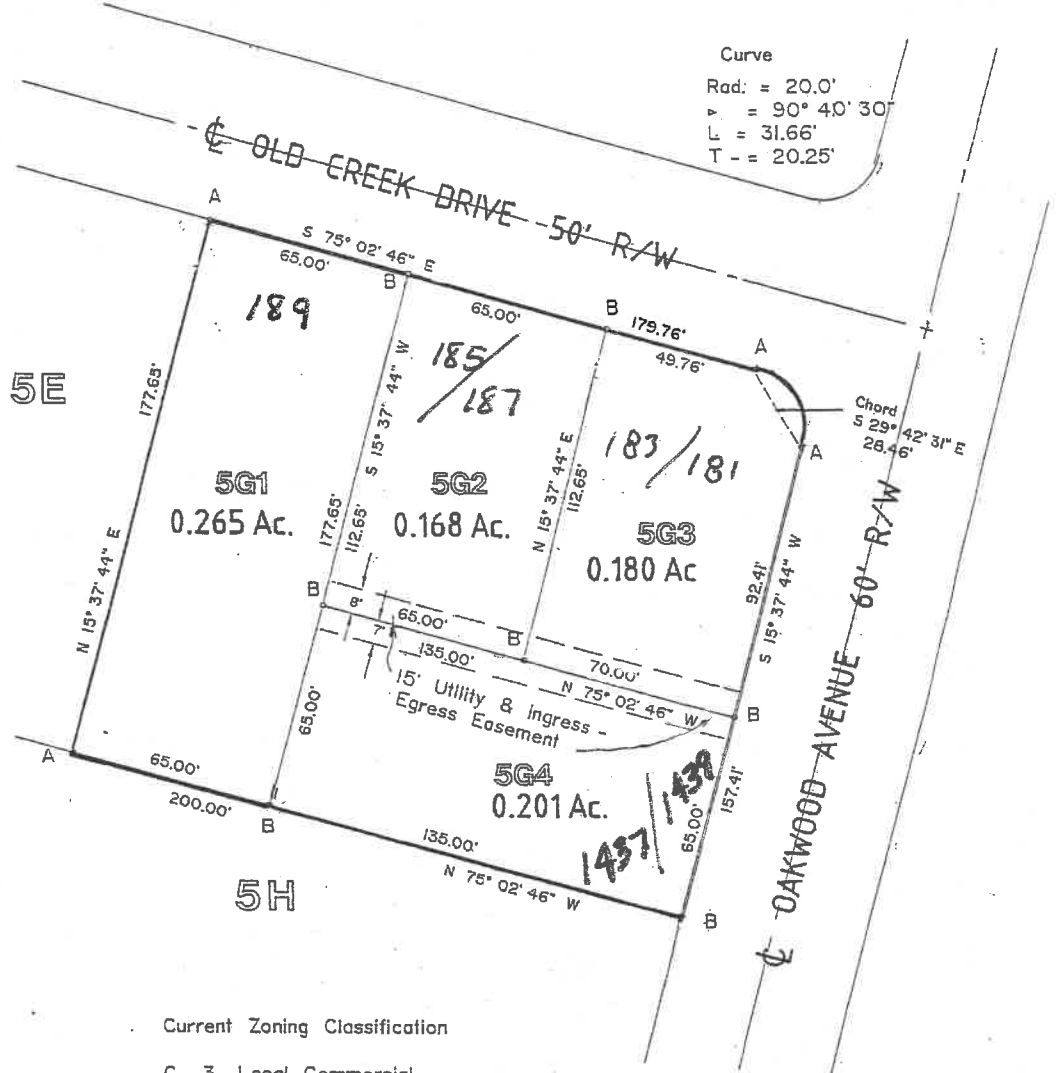 Curve
Rad. = 20.0'
= 90° 40' 30"
L = 31.66'
T - = 20.25'
℄ OLD CREEK DRIVE 50' R/W
A
S 75° 02' 46" E
65.00'
B
65.00'
B
179.76'
49.76'
A
Chord
S 29° 42' 31" E
28.46'
A
189
185/187
183/181
5E
177.65'
N 15° 37' 44" E
S 15° 37' 44" W
177.65'
112.65'
N 15° 37' 44" E
112.65'
92.41'
S 15° 37' 44" W
5G1
0.265 Ac.
5G2
0.168 Ac.
5G3
0.180 Ac
B
8'
7'
65.00'
135.00'
B
70.00'
N 75° 02' 46" W
B
15' Utility & Ingress -
Egress Easement
65.00'
5G4
0.201 Ac.
1437/1439
65.00'
157.41'
A
65.00'
200.00'
B
135.00'
N 75° 02' 46" W
B
5H
℄ OAKWOOD AVENUE 60' R/W
Current Zoning Classification
C - 3 Local Commercial